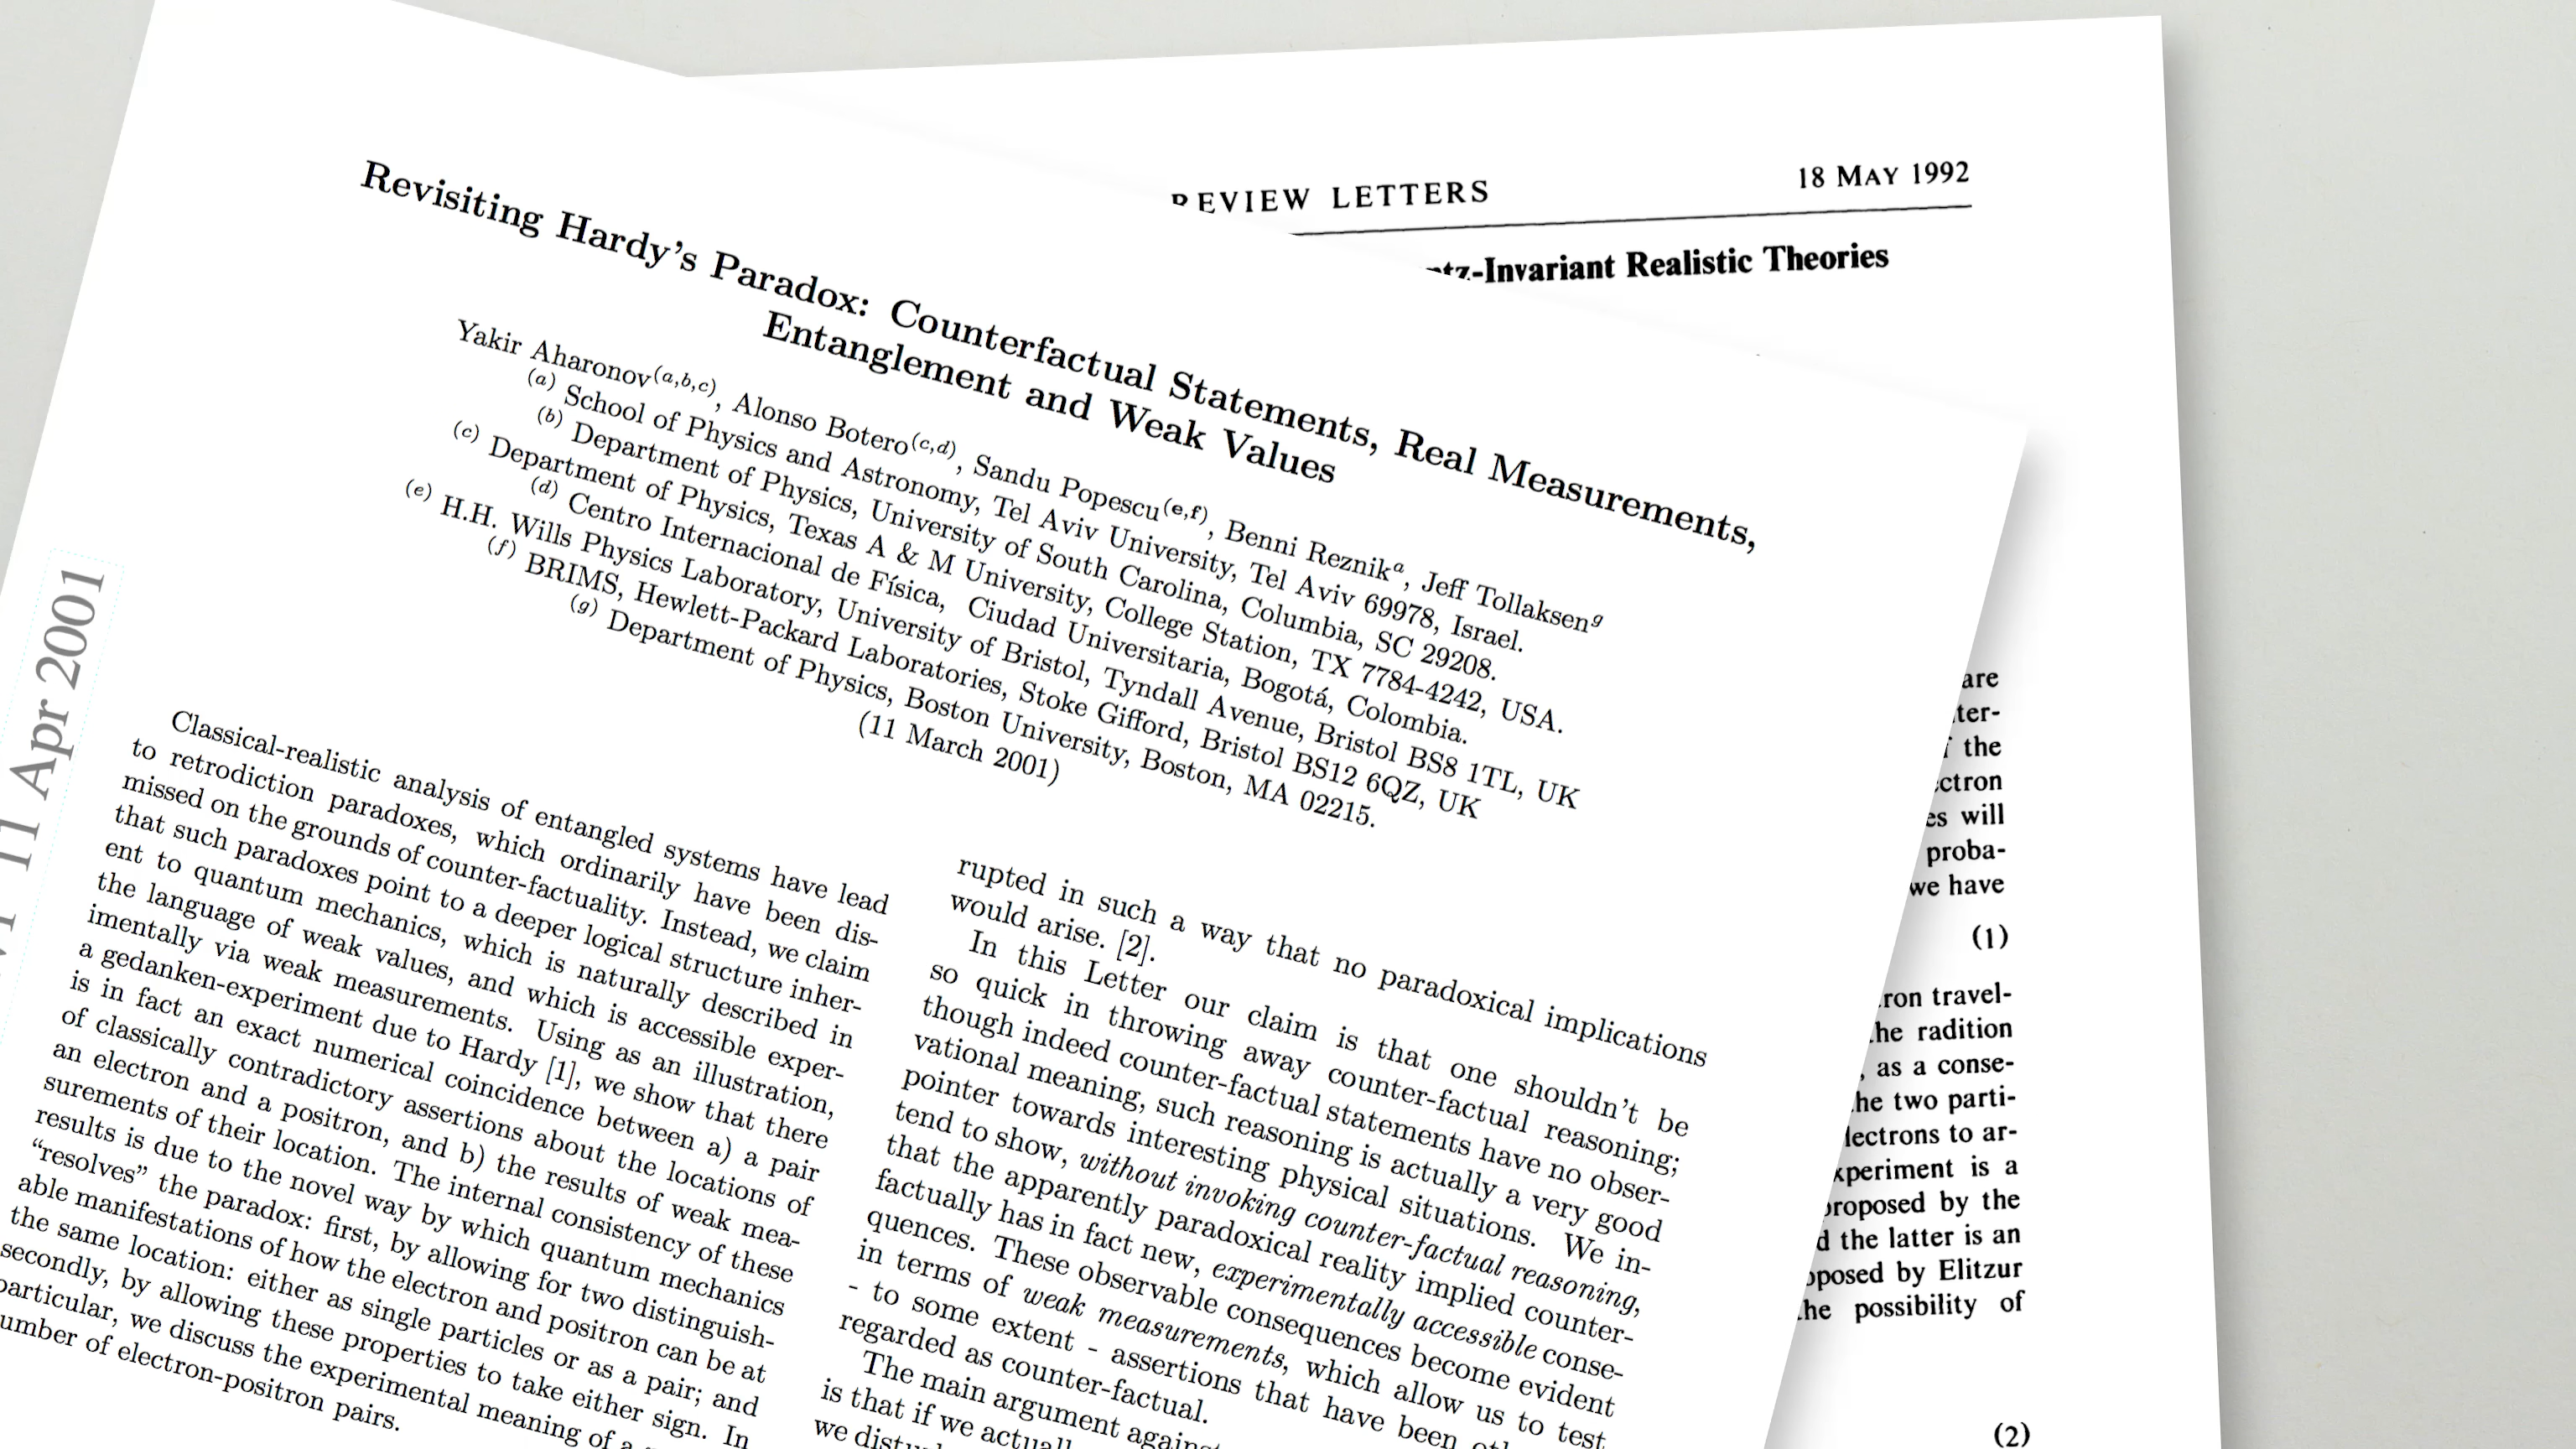 Revisiting Hardy's Paradox: Counterfactual Statements, Real Measurements,
Entanglement and Weak Values
Yakir Aharonov(a,b,c), Alonso Botero(c,d), Sandu Popescu(e,f), Benni Reznika, Jeff Tollakseng
(a) School of Physics and Astronomy, Tel Aviv University, Tel Aviv 69978, Israel.
(b) Department of Physics, University of South Carolina, Columbia, SC 29208.
(c) Department of Physics, Texas A & M University, College Station, TX 7784-4242, USA.
(d) Centro Internacional de Física, Ciudad Universitaria, Bogotá, Colombia.
(e) H.H. Wills Physics Laboratory, University of Bristol, Tyndall Avenue, Bristol BS8 1TL, UK
(f) BRIMS, Hewlett-Packard Laboratories, Stoke Gifford, Bristol BS12 6QZ, UK
(g) Department of Physics, Boston University, Boston, MA 02215.
(11 March 2001)
11 Apr 2001
Classical-realistic analysis of entangled systems have lead
to retrodiction paradoxes, which ordinarily have been dis-
missed on the grounds of counter-factuality. Instead, we claim
that such paradoxes point to a deeper logical structure inher-
ent to quantum mechanics, which is naturally described in
the language of weak values, and which is accessible exper-
imentally via weak measurements. Using as an illustration,
a gedanken-experiment due to Hardy [1], we show that there
is in fact an exact numerical coincidence between a) a pair
of classically contradictory assertions about the locations of
an electron and a positron, and b) the results of weak mea-
surements of their location. The internal consistency of these
results is due to the novel way by which quantum mechanics
"resolves" the paradox: first, by allowing for two distinguish-
able manifestations of how the electron and positron can be at
the same location: either as single particles or as a pair; and
secondly, by allowing these properties to take either sign. In
particular, we discuss the experimental meaning of a
umber of electron-positron pairs.
rupted in such a way that no paradoxical implications
would arise. [2].
In this Letter our claim is that one shouldn't be
so quick in throwing away counter-factual reasoning;
though indeed counter-factual statements have no obser-
vational meaning, such reasoning is actually a very good
pointer towards interesting physical situations. We in-
tend to show, without invoking counter-factual reasoning,
that the apparently paradoxical reality implied counter-
factually has in fact new, experimentally accessible conse-
quences. These observable consequences become evident
in terms of weak measurements, which allow us to test
- to some extent - assertions that have been
regarded as counter-factual.
The main argument against
is that if we actuall
we distu
REVIEW LETTERS
18 MAY 1992
ntz-Invariant Realistic Theories
are
ter-
f the
ectron
es will
proba-
we have
(1)
ron travel-
he radition
, as a conse-
he two parti-
lectrons to ar-
xperiment is a
proposed by the
d the latter is an
oposed by Elitzur
he possibility of
(2)